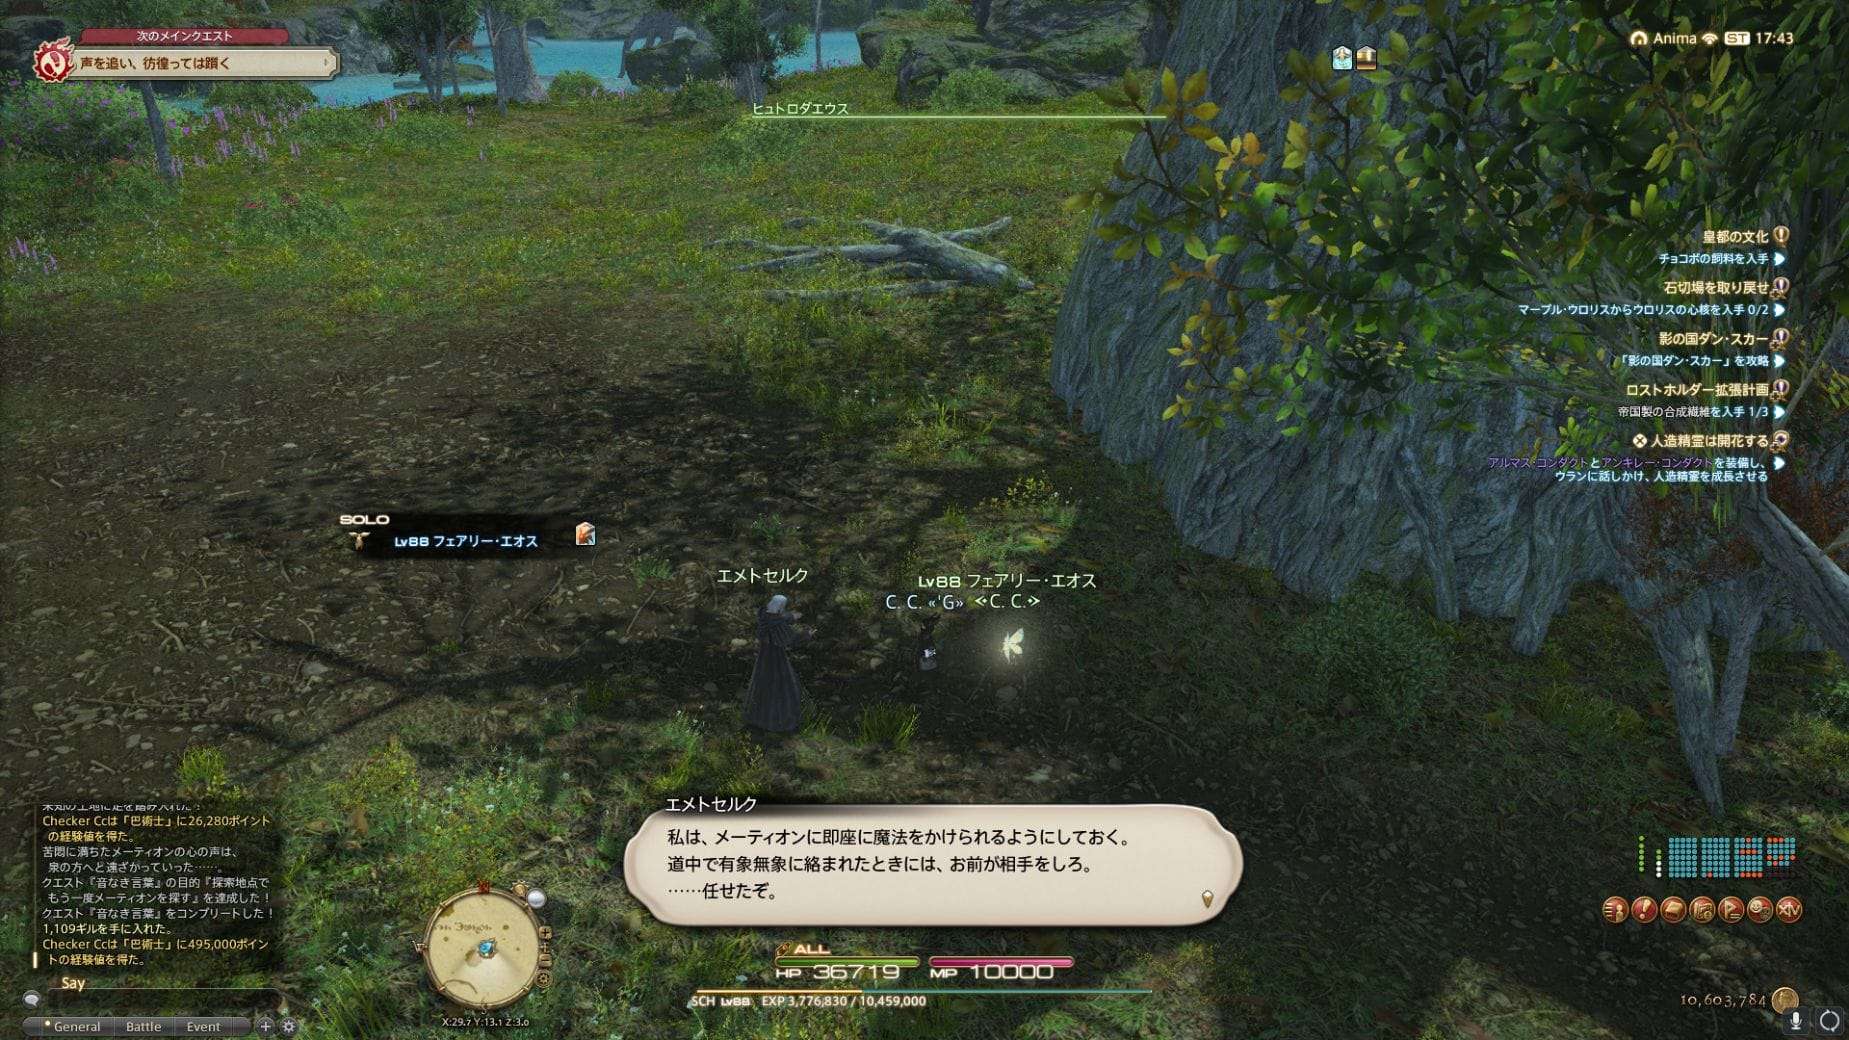 次のメインクエスト
声を追い、彷徨っては躓く
Anima ST 17:43
ヒュトロダエウス
皇都の文化
チョコボの飼料を入手
石切場を取り戻せ
マーブル・ウロリスからウロリスの心核を入手 0/2
影の国ダン・スカー
「影の国ダン・スカー」を攻略
ロストホルダー拡張計画
帝国製の合成繊維を入手 1/3
人造精霊は開花する
アルマス・コンダクトとアンキレー・コンダクトを装備し、
ウランに話しかけ、人造精霊を成長させる
SOLO
Lv88 フェアリー・エオス
エメトセルク
Lv88 フェアリー・エオス
C. C. «'G» <C. C.>
エメトセルク
私は、メーティオンに即座に魔法をかけられるようにしておく。
道中で有象無象に絡まれたときには、お前が相手をしろ。
……任せたぞ。
未知の土地に足を踏み入れた！
Checker Ccは「巴術士」に26,280ポイント
の経験値を得た。
苦悶に満ちたメーティオンの心の声は、
泉の方へと遠ざかっていった……。
クエスト『音なき言葉』の目的『探索地点で
もう一度メーティオンを探す』を達成した！
クエスト『音なき言葉』をコンプリートした！
1,109ギルを手に入れた。
Checker Ccは「巴術士」に495,000ポイン
トの経験値を得た。
Say
General Battle Event
X:29.7 Y:13.1 Z:3.0
ALL
HP 36719 MP 10000
SCH Lv88 EXP 3,776,830 / 10,459,000
10,603,784
XIV